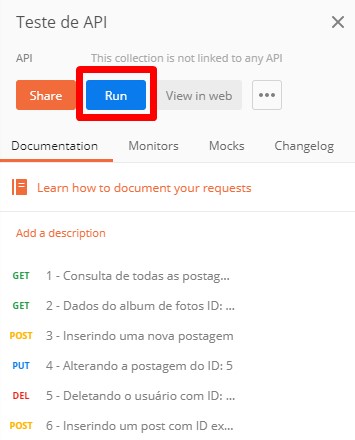 Teste de API
API This collection is not linked to any API
Share Run View in web
Documentation Monitors Mocks Changelog
Learn how to document your requests
Add a description
GET 1 - Consulta de todas as postag...
GET 2 - Dados do album de fotos ID: ...
POST 3 - Inserindo uma nova postagem
PUT 4 - Alterando a postagem do ID: 5
DEL 5 - Deletando o usuário com ID: ...
POST 6 - Inserindo um post com ID ex...